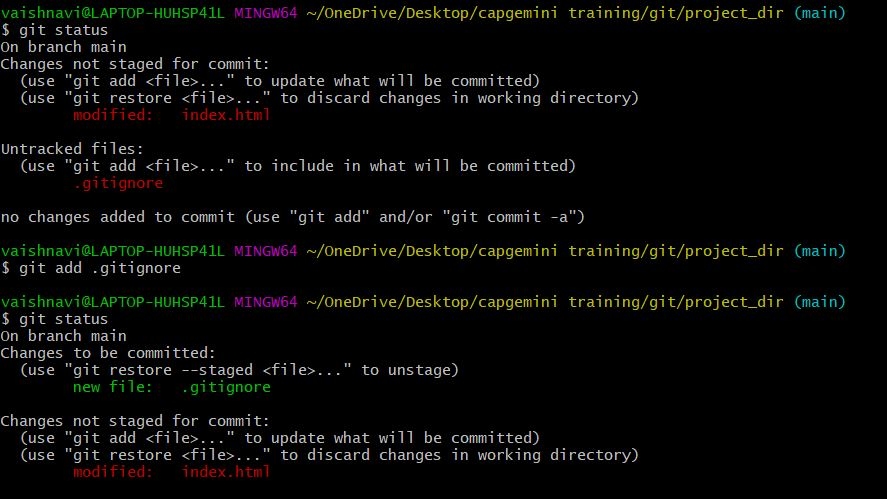 vaishnavi@LAPTOP-HUHSP41L MINGW64 ~/OneDrive/Desktop/capgemini training/git/project_dir (main)
$ git status
On branch main
Changes not staged for commit:
  (use "git add <file>..." to update what will be committed)
  (use "git restore <file>..." to discard changes in working directory)
        modified:   index.html

Untracked files:
  (use "git add <file>..." to include in what will be committed)
        .gitignore

no changes added to commit (use "git add" and/or "git commit -a")

vaishnavi@LAPTOP-HUHSP41L MINGW64 ~/OneDrive/Desktop/capgemini training/git/project_dir (main)
$ git add .gitignore

vaishnavi@LAPTOP-HUHSP41L MINGW64 ~/OneDrive/Desktop/capgemini training/git/project_dir (main)
$ git status
On branch main
Changes to be committed:
  (use "git restore --staged <file>..." to unstage)
        new file:   .gitignore

Changes not staged for commit:
  (use "git add <file>..." to update what will be committed)
  (use "git restore <file>..." to discard changes in working directory)
        modified:   index.html